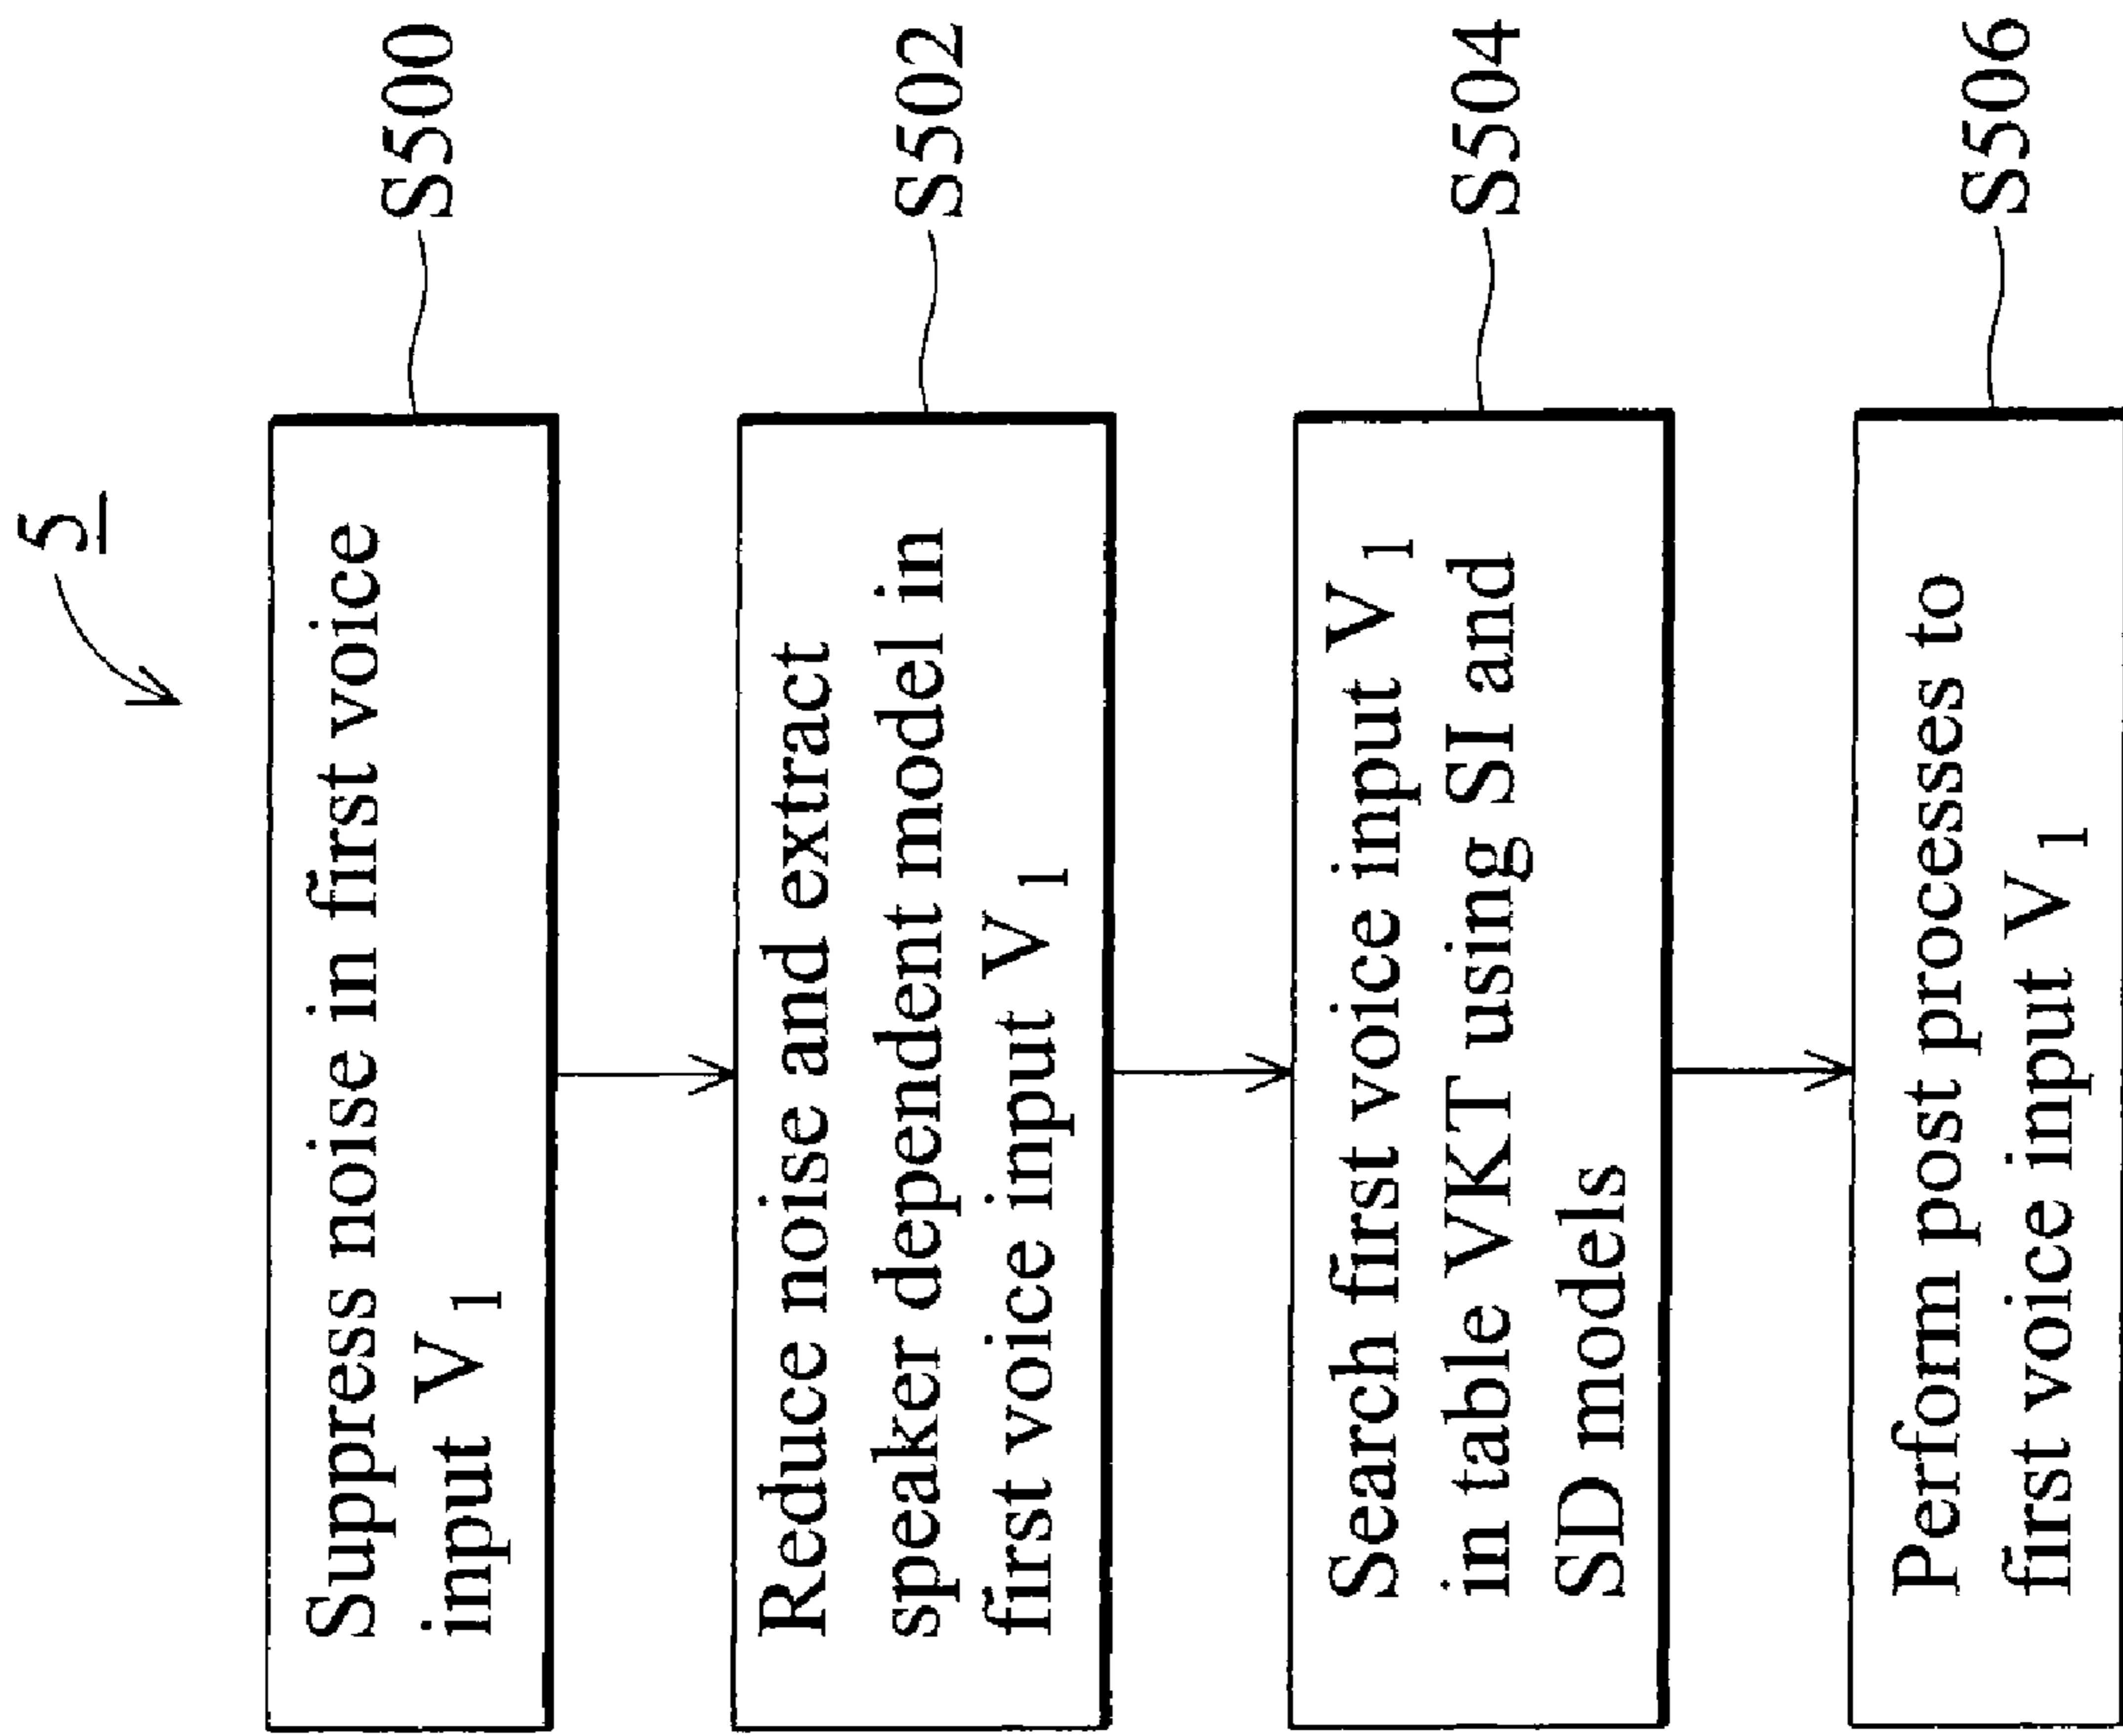 5
Suppress noise in first voice
input V1
S500
Reduce noise and extract
speaker dependent model in
first voice input V1
S502
Search first voice input V1
in table VKT using SI and
SD models
S504
Perform post processes to
first voice input V1
S506